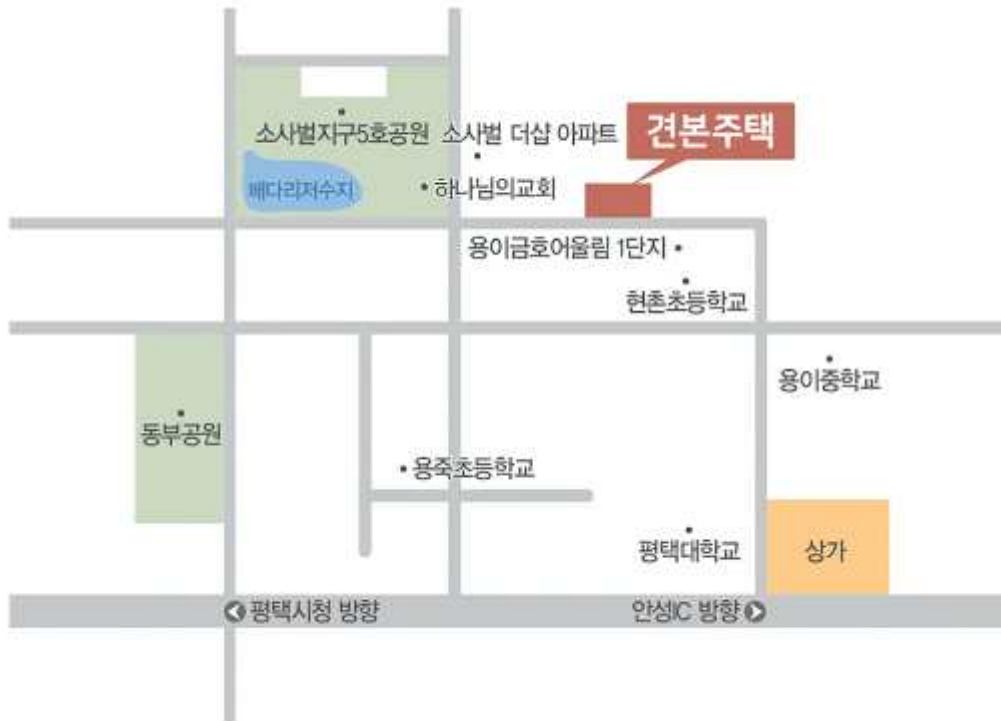 소사벌지구5호공원
소사벌 더샵 아파트
견본주택
배다리저수지
하나님의교회
용이금호어울림 1단지
현촌초등학교
용이중학교
동부공원
용죽초등학교
평택대학교
상가
평택시청 방향
안성IC 방향